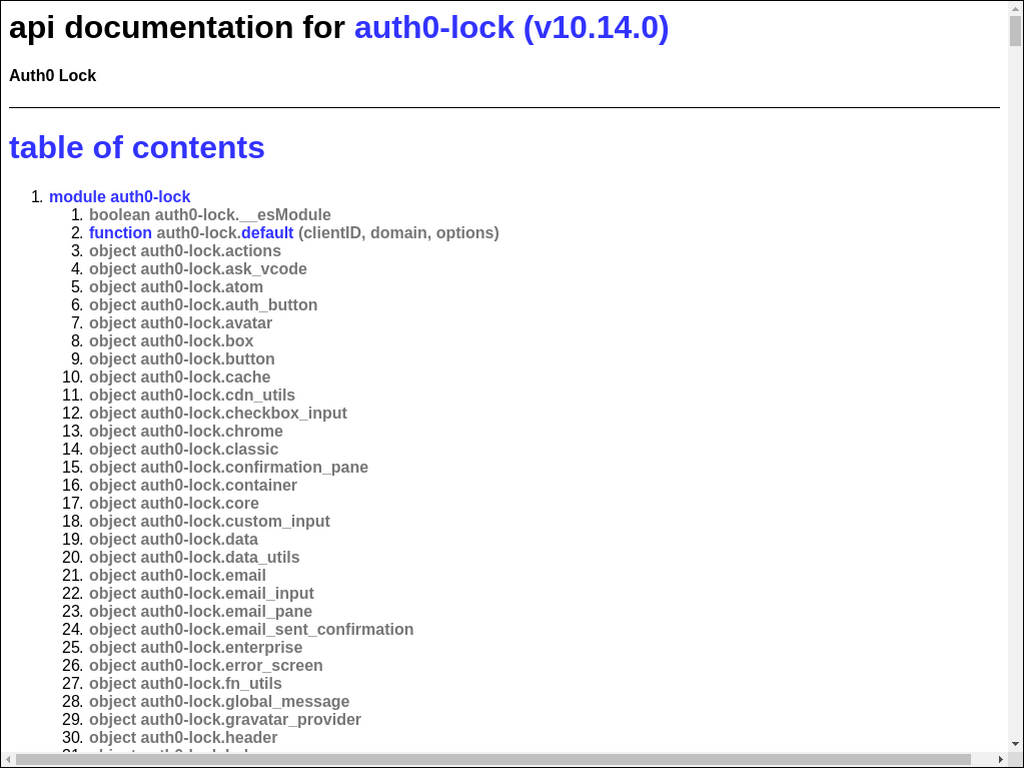 api documentation for auth0-lock (v10.14.0)
Auth0 Lock
table of contents
1. module auth0-lock
1. boolean auth0-lock.__esModule
2. function auth0-lock.default (clientID, domain, options)
3. object auth0-lock.actions
4. object auth0-lock.ask_vcode
5. object auth0-lock.atom
6. object auth0-lock.auth_button
7. object auth0-lock.avatar
8. object auth0-lock.box
9. object auth0-lock.button
10. object auth0-lock.cache
11. object auth0-lock.cdn_utils
12. object auth0-lock.checkbox_input
13. object auth0-lock.chrome
14. object auth0-lock.classic
15. object auth0-lock.confirmation_pane
16. object auth0-lock.container
17. object auth0-lock.core
18. object auth0-lock.custom_input
19. object auth0-lock.data
20. object auth0-lock.data_utils
21. object auth0-lock.email
22. object auth0-lock.email_input
23. object auth0-lock.email_pane
24. object auth0-lock.email_sent_confirmation
25. object auth0-lock.enterprise
26. object auth0-lock.error_screen
27. object auth0-lock.fn_utils
28. object auth0-lock.global_message
29. object auth0-lock.gravatar_provider
30. object auth0-lock.header